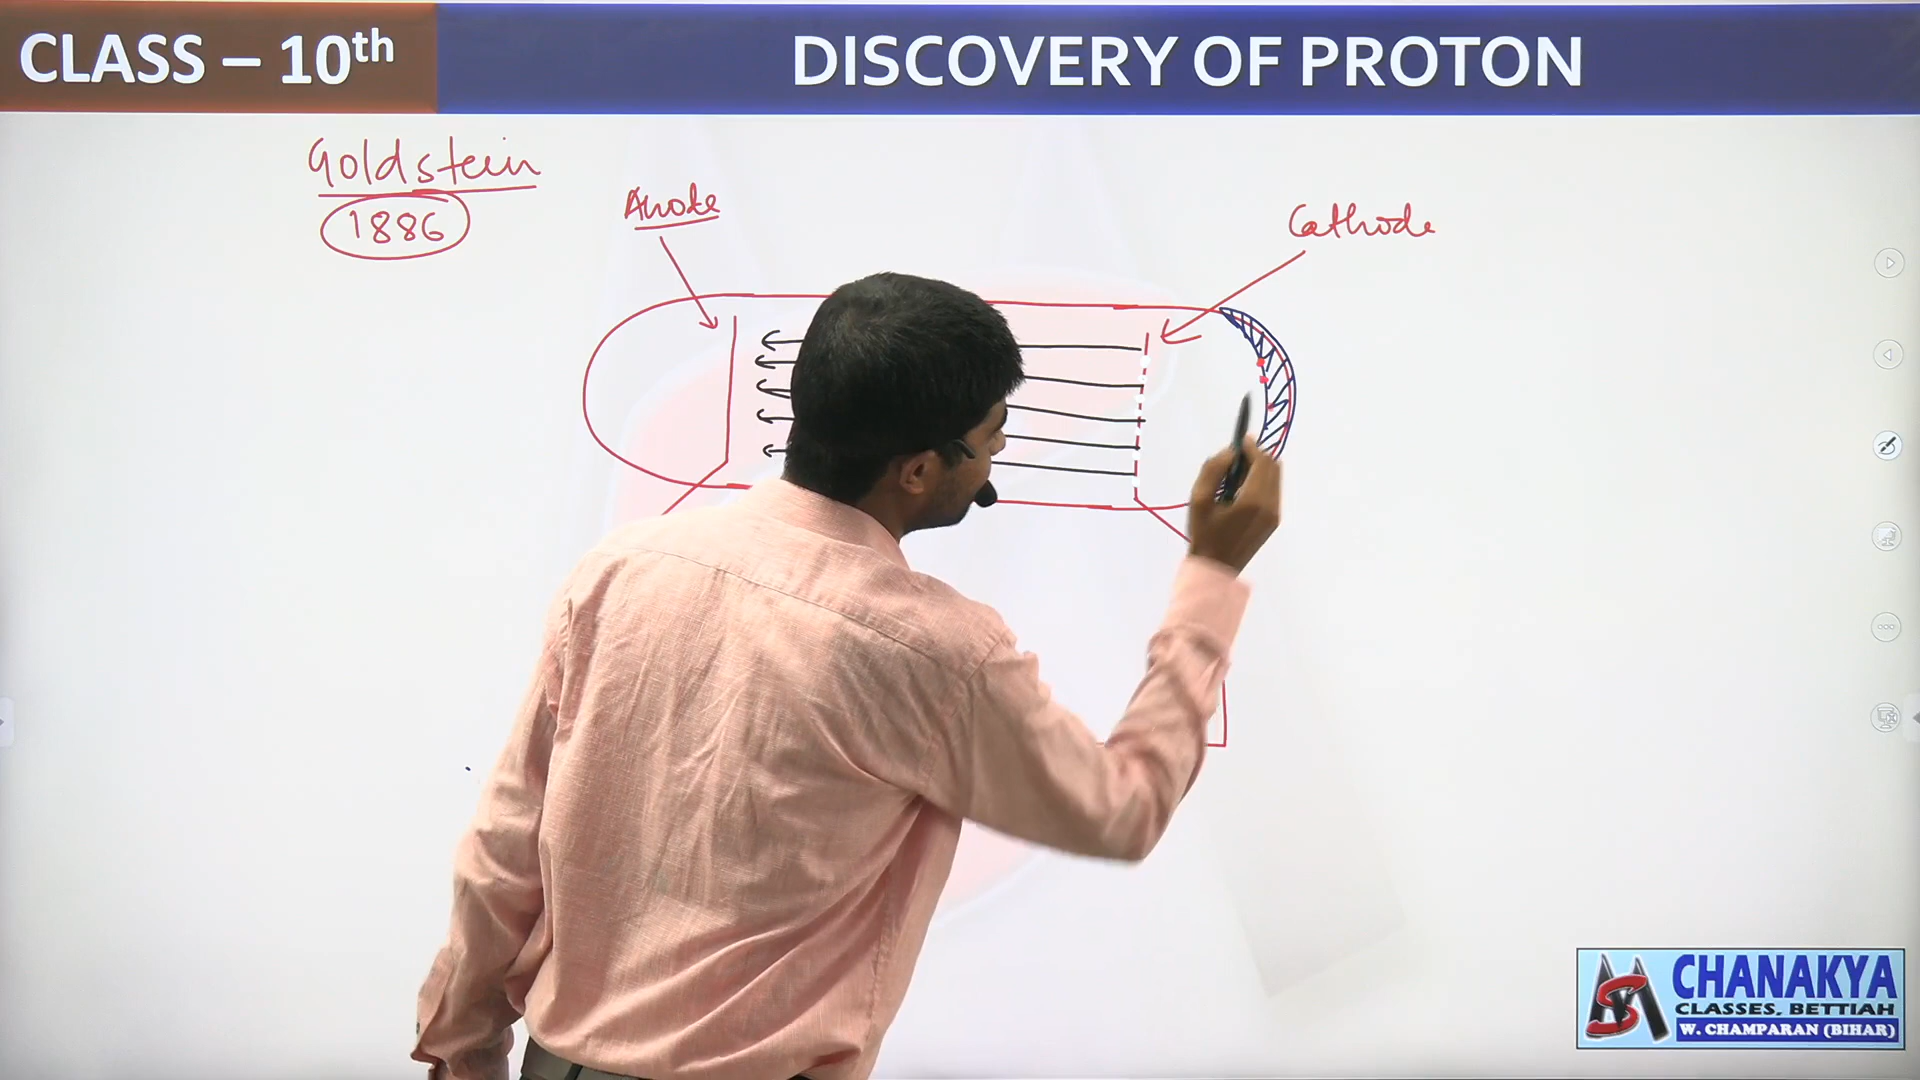 CLASS – 10th
DISCOVERY OF PROTON
Goldstein
1886
Anode
Cathode
CHANAKYA
CLASSES, BETTIAH
W. CHAMPARAN (BIHAR)